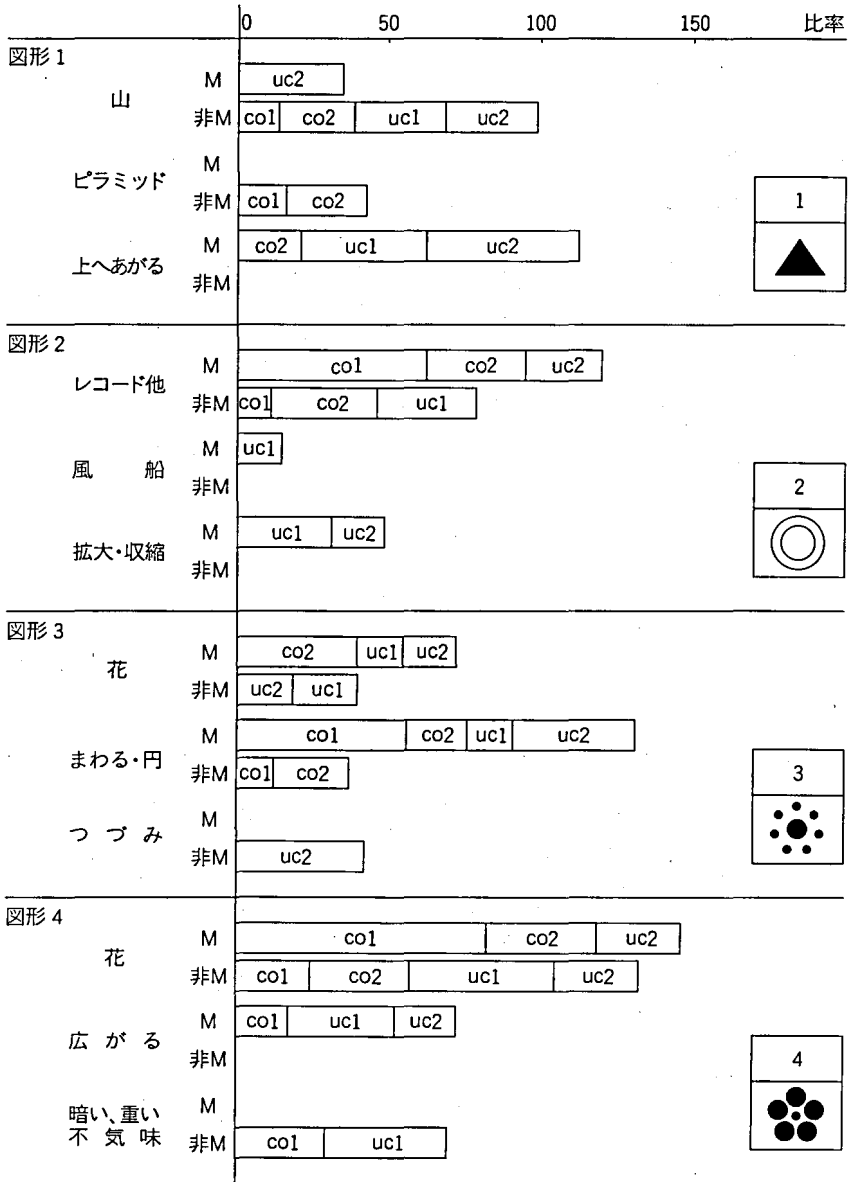 0 50 100 150 比率
図形1
山 M uc2
非M co1 co2 uc1 uc2
ピラミッド M
非M co1 co2
上へあがる M co2 uc1 uc2
非M
1
図形2
レコード他 M co1 co2 uc2
非M co1 co2 uc1
風船 M uc1
非M
拡大・収縮 M uc1 uc2
非M
2
図形3
花 M co2 uc1 uc2
非M uc2 uc1
まわる・円 M co1 co2 uc1 uc2
非M co1 co2
つづみ M
非M uc2
3
図形4
花 M co1 co2 uc2
非M co1 co2 uc1 uc2
広がる M co1 uc1 uc2
非M
暗い、重い M
不気味 非M co1 uc1
4